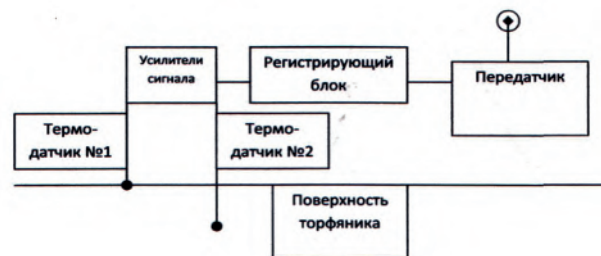 Усилители
сигнала
Регистрирующий
блок
Передатчик
Термо-
датчик №1
Термо-
датчик №2
Поверхность
торфяника